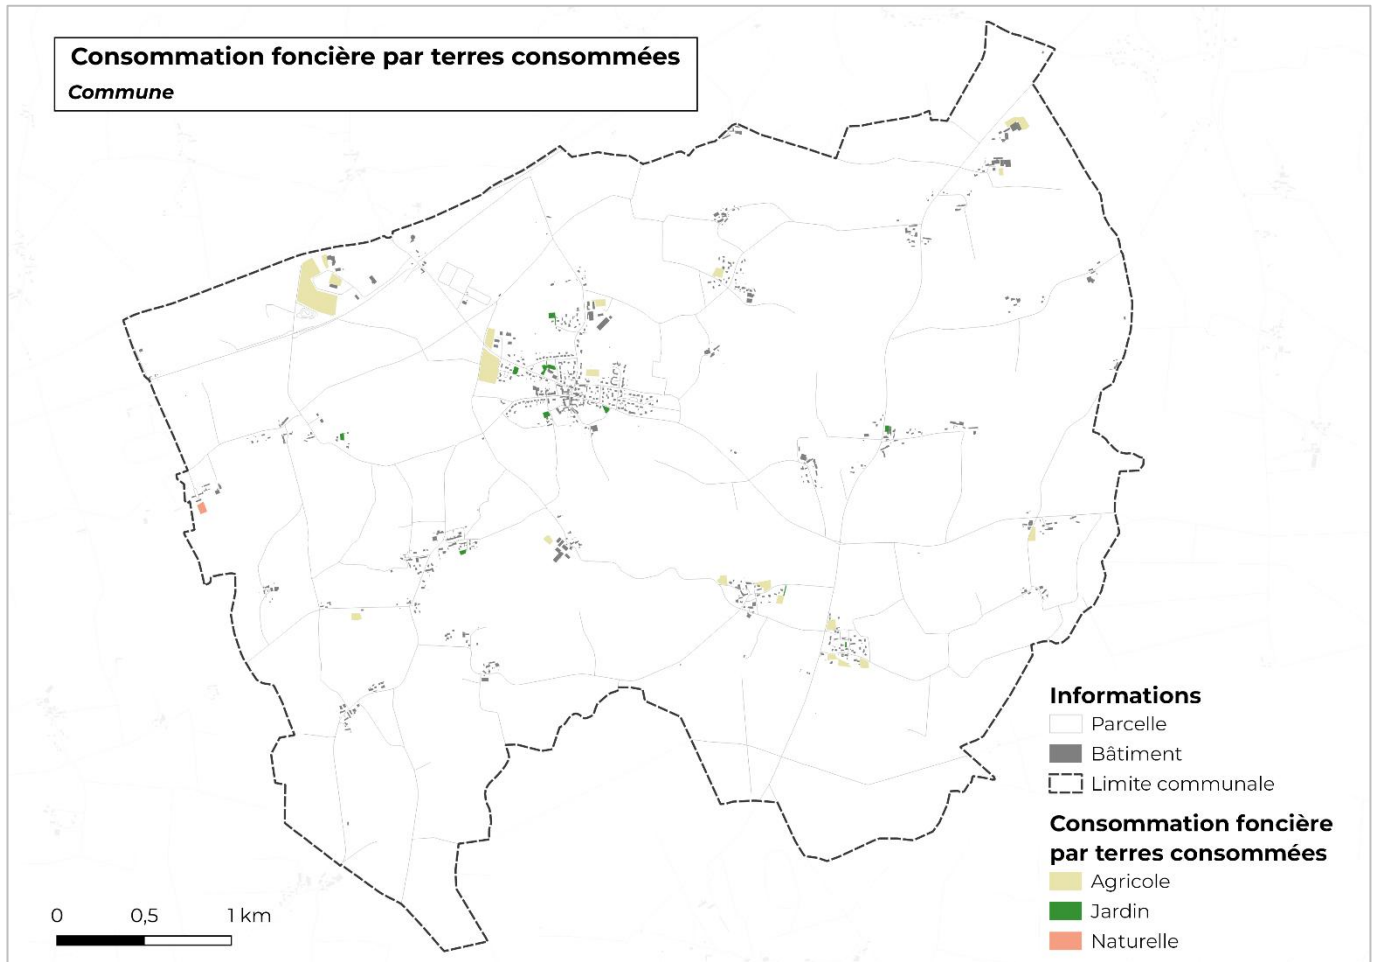 Consommation foncière par terres consommées
Commune
Informations
Parcelle
Bâtiment
Limite communale
Consommation foncière
par terres consommées
Agricole
Jardin
Naturelle
0 0,5 1 km